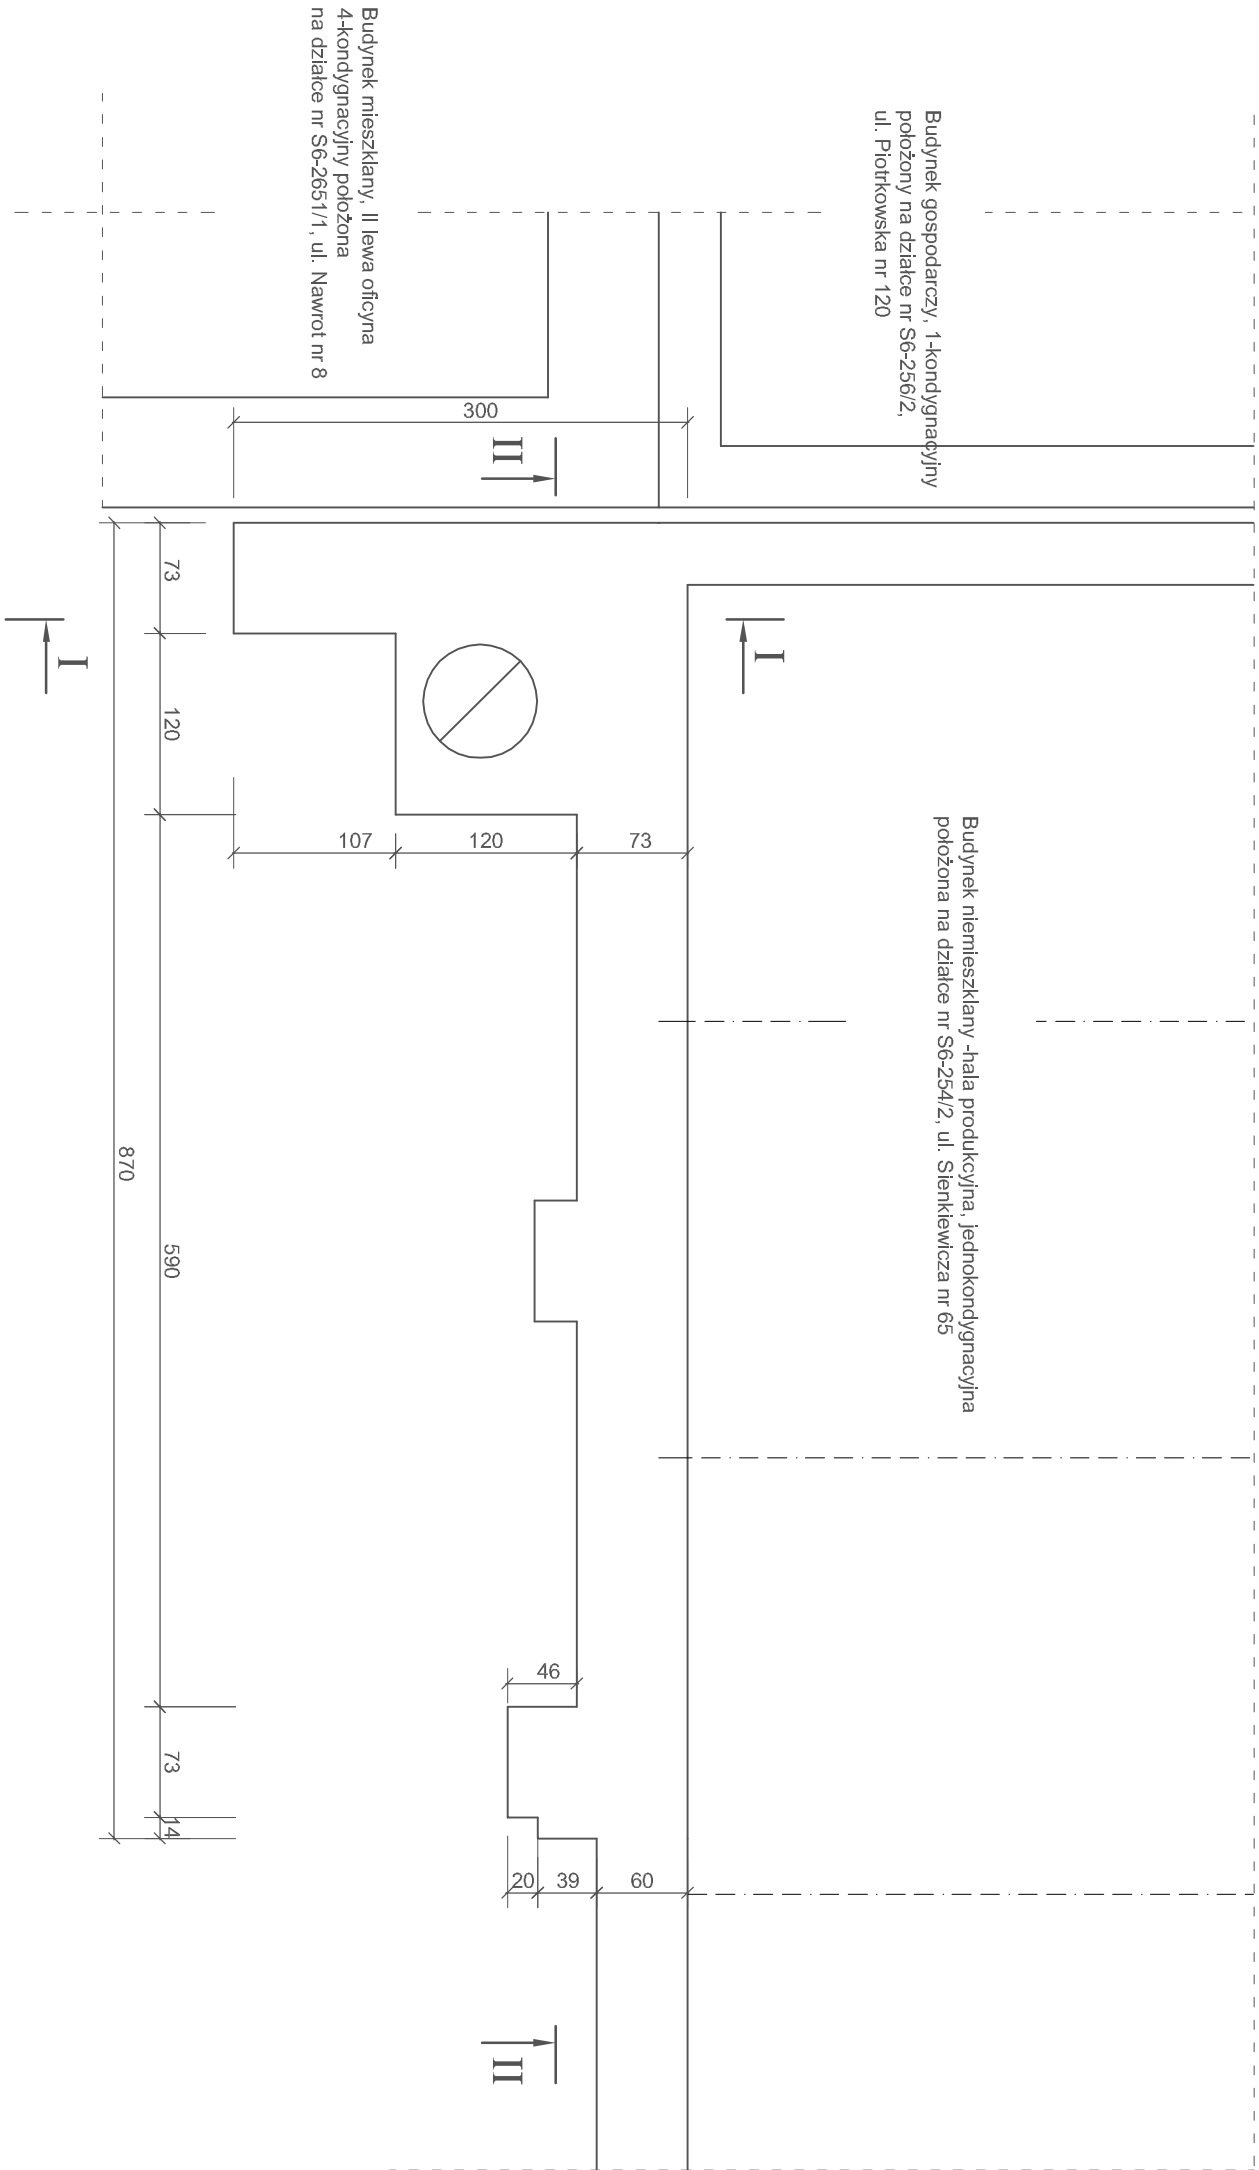 Budynek gospodarczy, 1-kondygnacyjny
położony na działce nr S6-256/2,
ul. Piotrkowska nr 120
Budynek mieszklany, II lewa oficyna
4-kondygnacyjny położona
na działce nr S6-2651/1, ul. Nawrot nr 8
Budynek niemieszklany -hala produkcyjna, jednokondygnacyjna
położona na działce nr S6-254/2, ul. Sienkiewicza nr 65
300
II
73
I
I
120
107
120
73
870
590
46
73
14
20
39
60
II